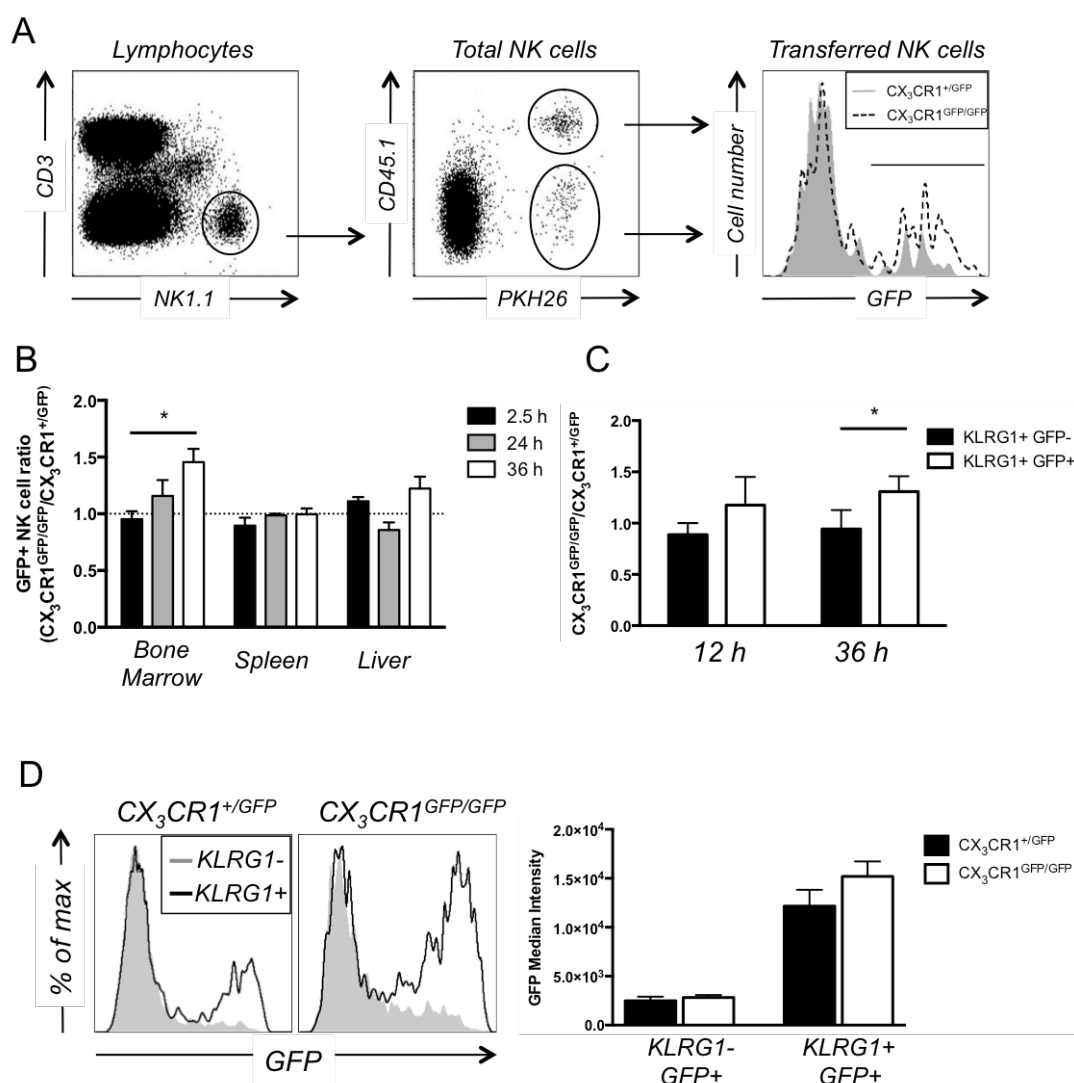 A
Lymphocytes
Total NK cells
Transferred NK cells
CD3
NK1.1
CD45.1
PKH26
Cell number
GFP
CX₃CR1⁺/ᴳᶠᴾ
CX₃CR1ᴳᶠᴾ/ᴳᶠᴾ
B
GFP+ NK cell ratio
(CX₃CR1ᴳᶠᴾ/ᴳᶠᴾ/CX₃CR1⁺/ᴳᶠᴾ)
2.0
1.5
1.0
0.5
0.0
*
2.5 h
24 h
36 h
Bone
Marrow
Spleen
Liver
C
CX₃CR1ᴳᶠᴾ/ᴳᶠᴾ/CX₃CR1⁺/ᴳᶠᴾ
2.0
1.5
1.0
0.5
0.0
*
KLRG1+ GFP-
KLRG1+ GFP+
12 h
36 h
D
CX₃CR1⁺/ᴳᶠᴾ
CX₃CR1ᴳᶠᴾ/ᴳᶠᴾ
% of max
KLRG1-
KLRG1+
GFP
GFP Median Intensity
2.0×10⁴
1.5×10⁴
1.0×10⁴
5.0×10³
0.0
CX₃CR1⁺/ᴳᶠᴾ
CX₃CR1ᴳᶠᴾ/ᴳᶠᴾ
KLRG1-
GFP+
KLRG1+
GFP+